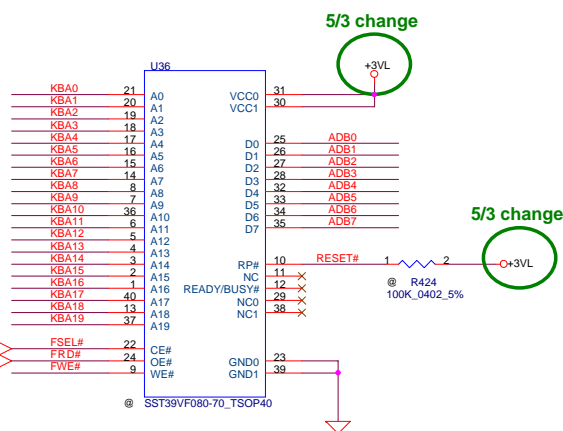 5/3 change
+3VL
U36
KBA0 21 A0 VCC0 31
KBA1 20 A1 VCC1 30
KBA2 19 A2
KBA3 18 A3
KBA4 17 A4 D0 25 ADB0
KBA5 16 A5 D1 26 ADB1
KBA6 15 A6 D2 27 ADB2
KBA7 14 A7 D3 28 ADB3
KBA8 8 A8 D4 32 ADB4
KBA9 7 A9 D5 33 ADB5
KBA10 36 A10 D6 34 ADB6
KBA11 6 A11 D7 35 ADB7
KBA12 5 A12
KBA13 4 A13
KBA14 3 A14 RP# 10 RESET# 1 2 +3VL
5/3 change
KBA15 2 A15 NC 11 @ R424
KBA16 1 A16 READY/BUSY# 12 100K_0402_5%
KBA17 40 A17 NC0 29
KBA18 13 A18 NC1 38
KBA19 37 A19
FSEL# 22 CE# GND0 23
FRD# 24 OE# GND1 39
FWE# 9 WE#
@ SST39VF080-70_TSOP40